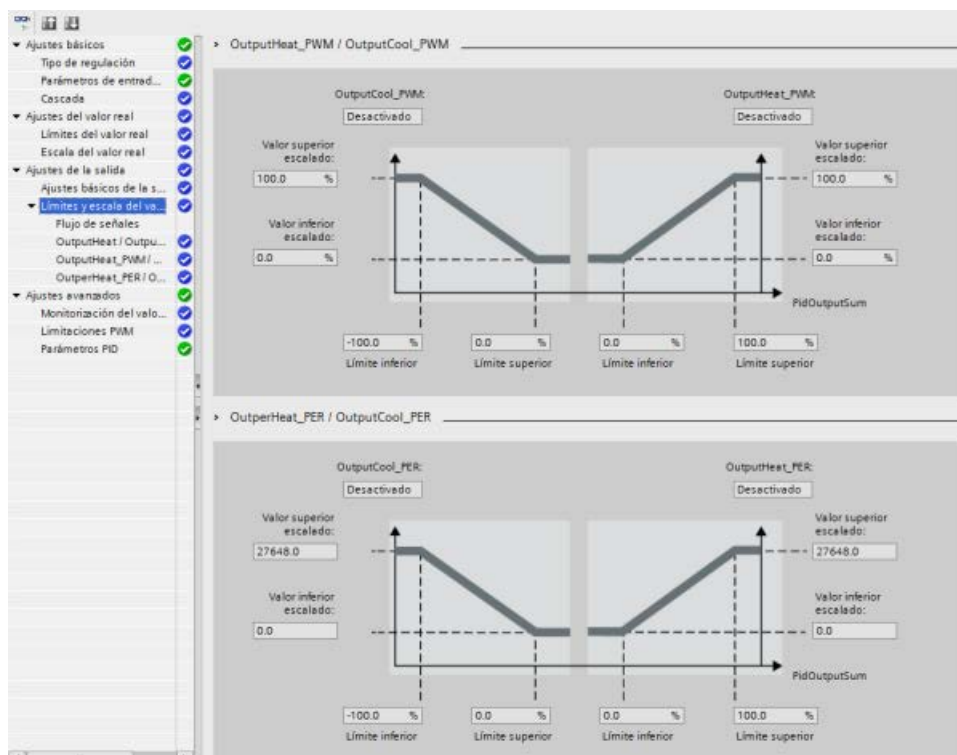 Ajustes básicos
Tipo de regulación
Parámetros de entrad...
Cascada
Ajustes del valor real
Límites del valor real
Escala del valor real
Ajustes de la salida
Ajustes básicos de la s...
Límites y escala del va...
Flujo de señales
OutputHeat / Outpu...
OutputHeat_PWM / ...
OutperHeat_PER / O...
Ajustes avanzados
Monitorización del valo...
Limitaciones PWM
Parámetros PID
> OutputHeat_PWM / OutputCool_PWM
OutputCool_PWM:
Desactivado
OutputHeat_PWM:
Desactivado
Valor superior
escalado:
100.0 %
Valor superior
escalado:
100.0 %
Valor inferior
escalado:
0.0 %
Valor inferior
escalado:
0.0 %
PidOutputSum
-100.0 %
0.0 %
0.0 %
100.0 %
Límite inferior
Límite superior
Límite inferior
Límite superior
> OutperHeat_PER / OutputCool_PER
OutputCool_PER:
Desactivado
OutputHeat_PER:
Desactivado
Valor superior
escalado:
27648.0
Valor superior
escalado:
27648.0
Valor inferior
escalado:
0.0
Valor inferior
escalado:
0.0
PidOutputSum
-100.0 %
0.0 %
0.0 %
100.0 %
Límite inferior
Límite superior
Límite inferior
Límite superior